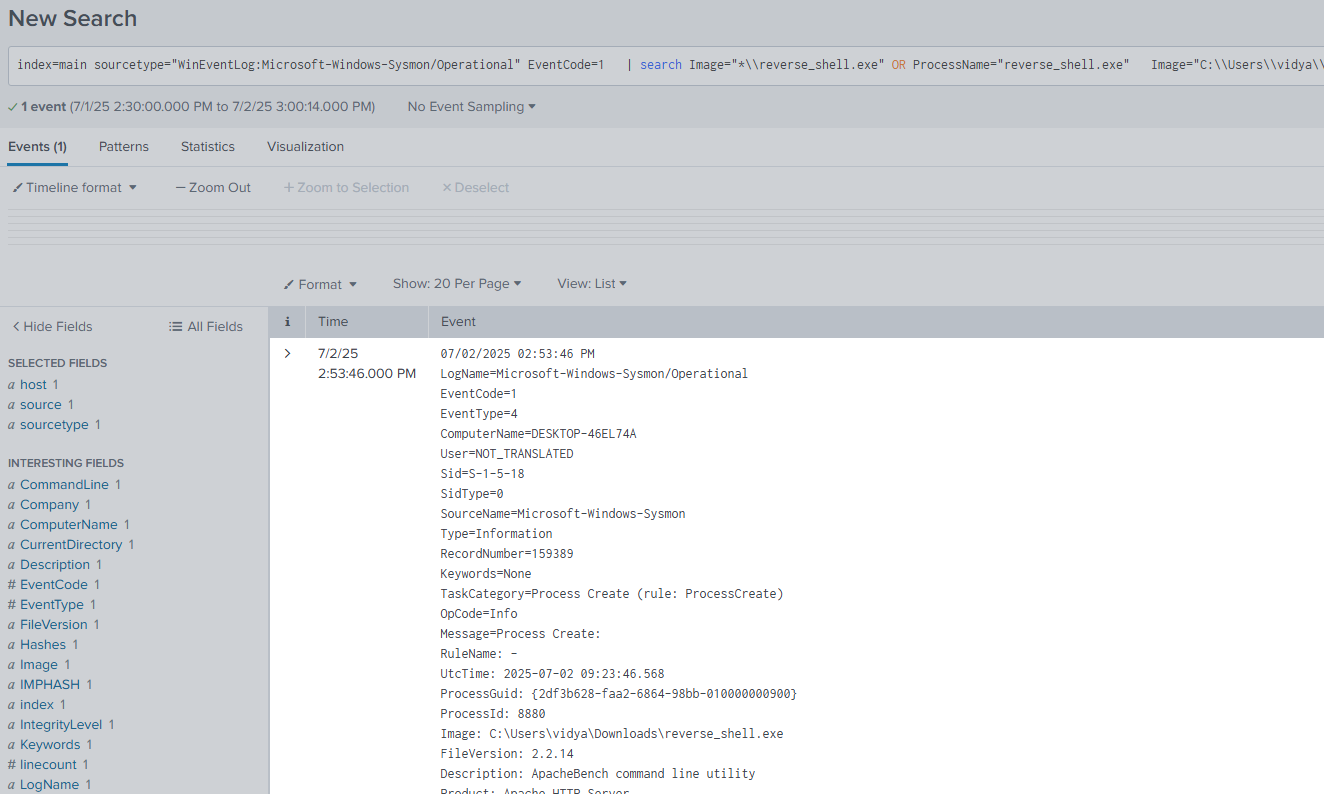 New Search
index=main sourcetype="WinEventLog:Microsoft-Windows-Sysmon/Operational" EventCode=1 | search Image="*\\reverse_shell.exe" OR ProcessName="reverse_shell.exe" Image="C:\\Users\\vidya\\
1 event (7/1/25 2:30:00.000 PM to 7/2/25 3:00:14.000 PM) No Event Sampling
Events (1) Patterns Statistics Visualization
Timeline format — Zoom Out + Zoom to Selection × Deselect
Format Show: 20 Per Page View: List
< Hide Fields All Fields
i Time Event
SELECTED FIELDS
a host 1
a source 1
a sourcetype 1
INTERESTING FIELDS
a CommandLine 1
a Company 1
a ComputerName 1
a CurrentDirectory 1
a Description 1
# EventCode 1
# EventType 1
a FileVersion 1
a Hashes 1
a Image 1
a IMPHASH 1
a index 1
a IntegrityLevel 1
a Keywords 1
# linecount 1
a LogName 1
> 7/2/25
2:53:46.000 PM
07/02/2025 02:53:46 PM
LogName=Microsoft-Windows-Sysmon/Operational
EventCode=1
EventType=4
ComputerName=DESKTOP-46EL74A
User=NOT_TRANSLATED
Sid=S-1-5-18
SidType=0
SourceName=Microsoft-Windows-Sysmon
Type=Information
RecordNumber=159389
Keywords=None
TaskCategory=Process Create (rule: ProcessCreate)
OpCode=Info
Message=Process Create:
RuleName: -
UtcTime: 2025-07-02 09:23:46.568
ProcessGuid: {2df3b628-faa2-6864-98bb-010000000900}
ProcessId: 8880
Image: C:\Users\vidya\Downloads\reverse_shell.exe
FileVersion: 2.2.14
Description: ApacheBench command line utility
Product: Apache HTTP Server